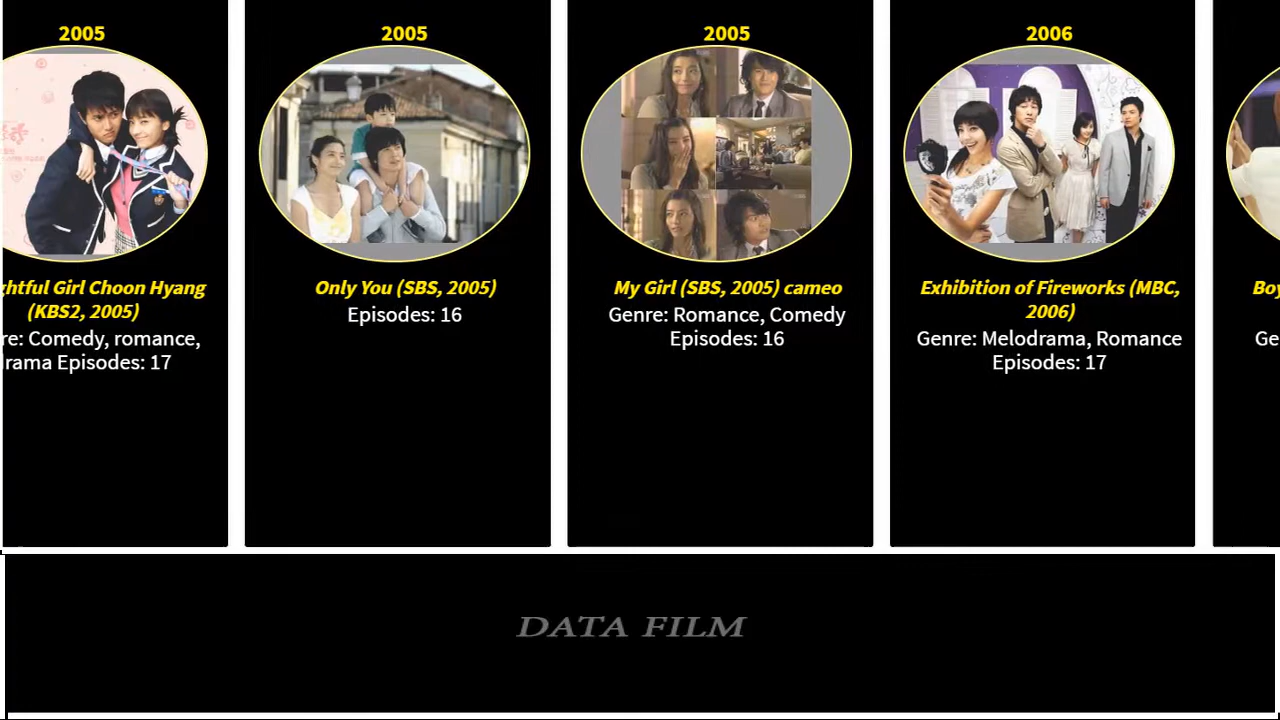 2005
ghtful Girl Choon Hyang
(KBS2, 2005)
re: Comedy, romance,
rama Episodes: 17
2005
Only You (SBS, 2005)
Episodes: 16
2005
My Girl (SBS, 2005) cameo
Genre: Romance, Comedy
Episodes: 16
2006
Exhibition of Fireworks (MBC,
2006)
Genre: Melodrama, Romance
Episodes: 17
Boy
Ge
DATA FILM